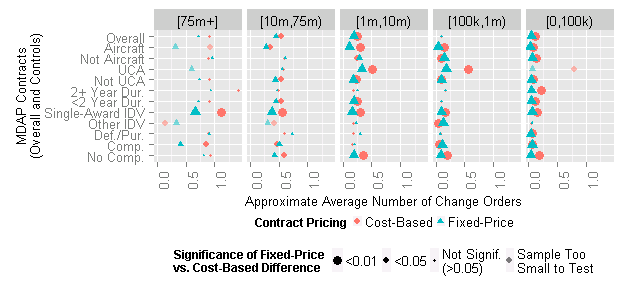 [75m+] [10m,75m) [1m,10m) [100k,1m) [0,100k)
MDAP Contracts
(Overall and Controls)
Overall
Aircraft
Not Aircraft
UCA
Not UCA
2+ Year Dur.
<2 Year Dur.
Single-Award IDV
Other IDV
Def./Pur.
Comp.
No Comp.
0.0 0.5 1.0 0.0 0.5 1.0 0.0 0.5 1.0 0.0 0.5 1.0 0.0 0.5 1.0
Approximate Average Number of Change Orders
Contract Pricing Cost-Based Fixed-Price
Significance of Fixed-Price
vs. Cost-Based Difference
<0.01 <0.05
Not Signif.
(>0.05)
Sample Too
Small to Test